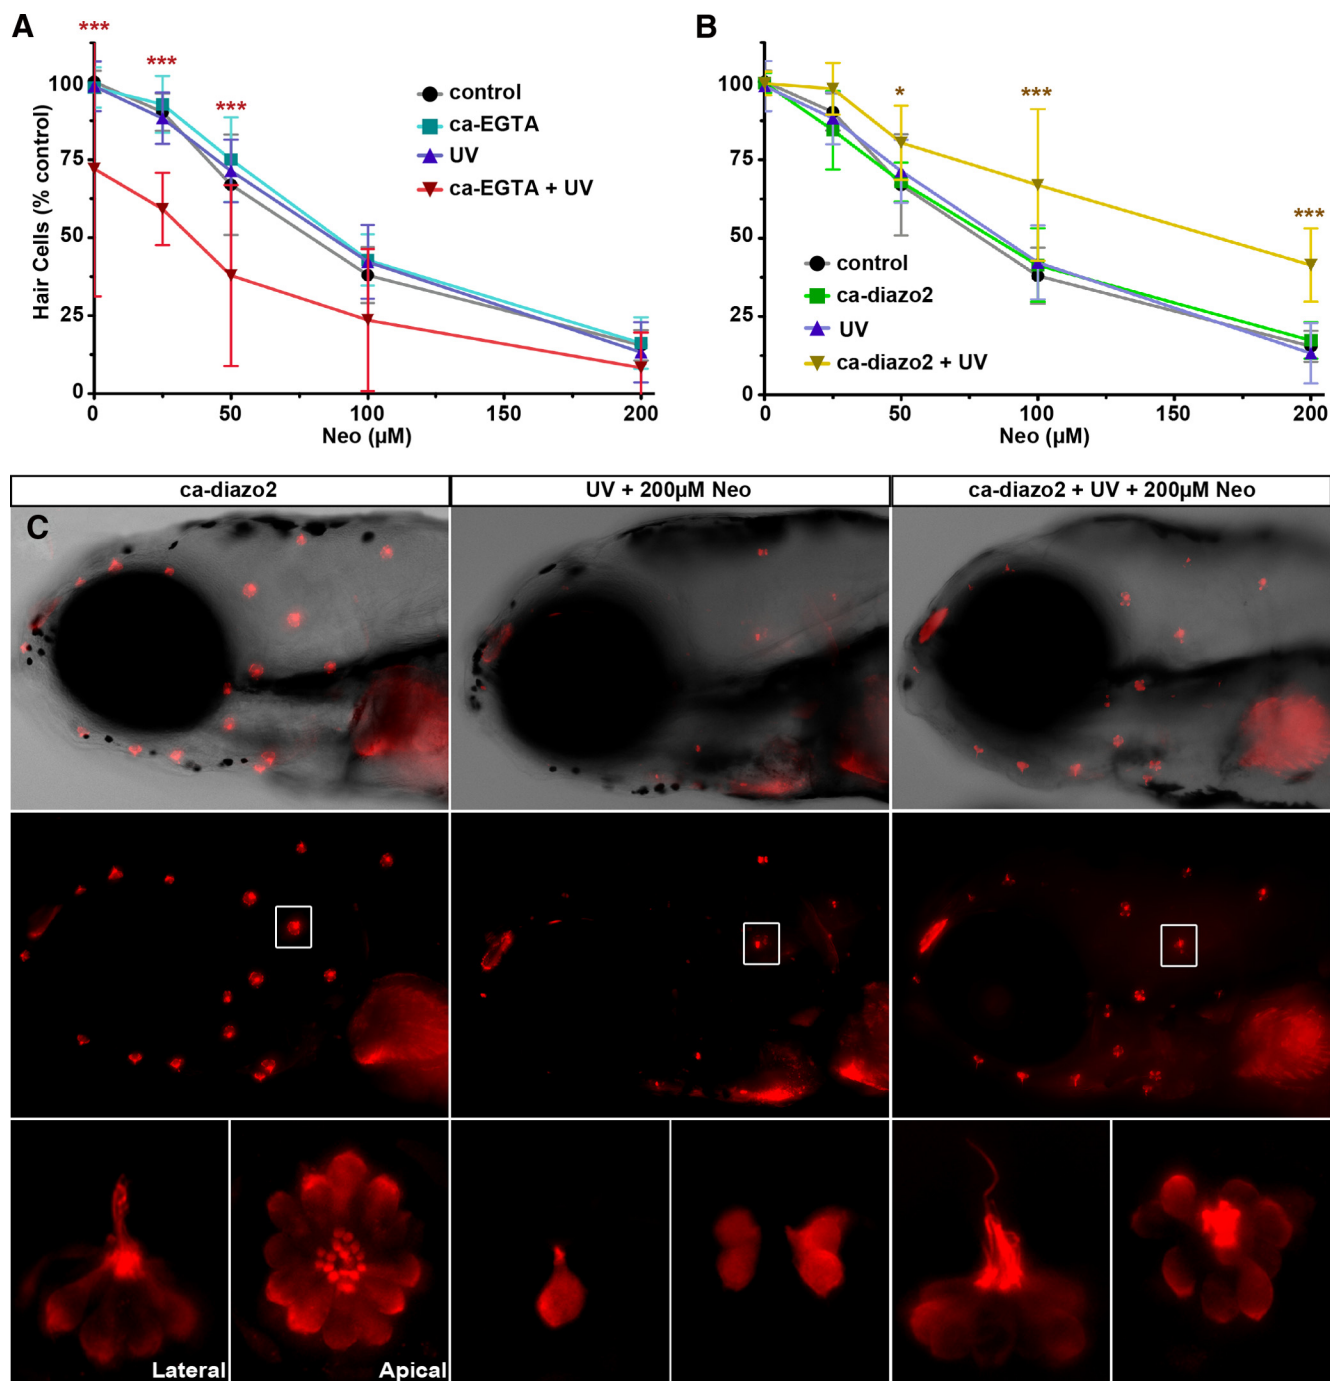 A
B
***
***
***
100
75
50
25
0
Hair Cells (% control)
0
50
100
150
200
Neo (µM)
control
ca-EGTA
UV
ca-EGTA + UV
*
***
***
100
75
50
25
0
0
50
100
150
200
Neo (µM)
control
ca-diazo2
UV
ca-diazo2 + UV
ca-diazo2
UV + 200µM Neo
ca-diazo2 + UV + 200µM Neo
C
Lateral
Apical